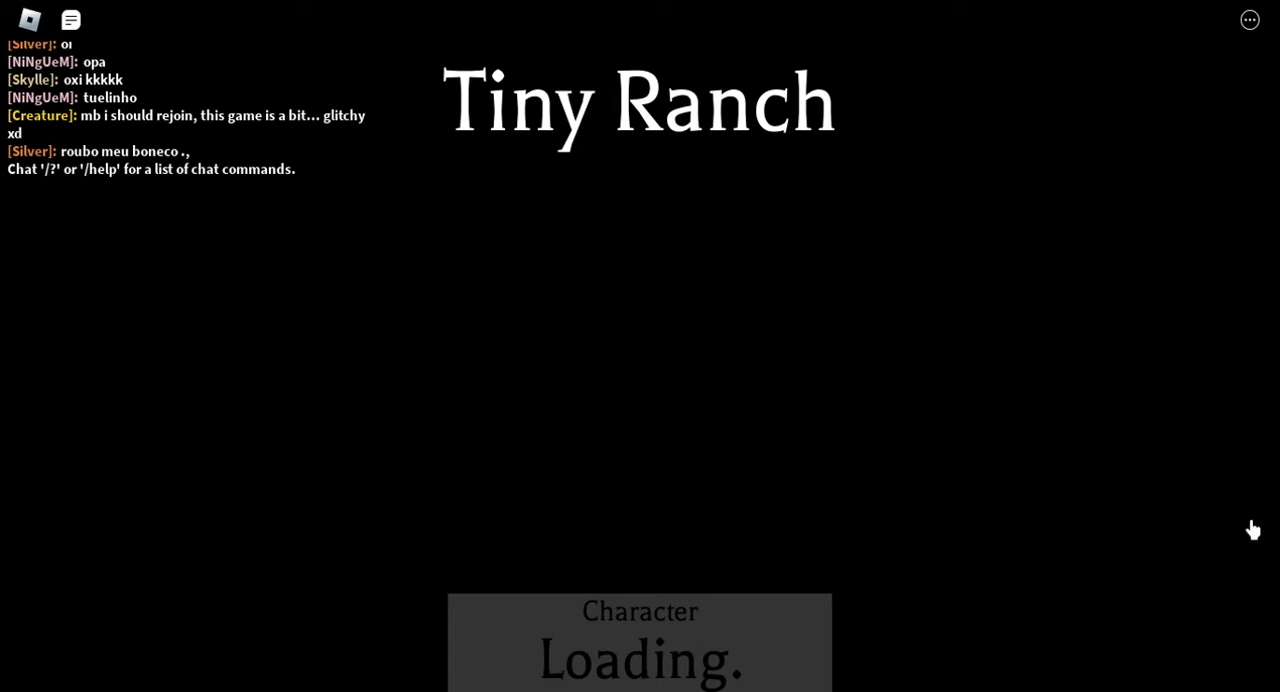 [Silver]: oi
[NiNgUeM]: opa
[Skylle]: oxi kkkkk
[NiNgUeM]: tuelinho
[Creature]: mb i should rejoin, this game is a bit... glitchy
xd
[Silver]: roubo meu boneco .,
Chat '/?' or '/help' for a list of chat commands.
Tiny Ranch
Character
Loading.